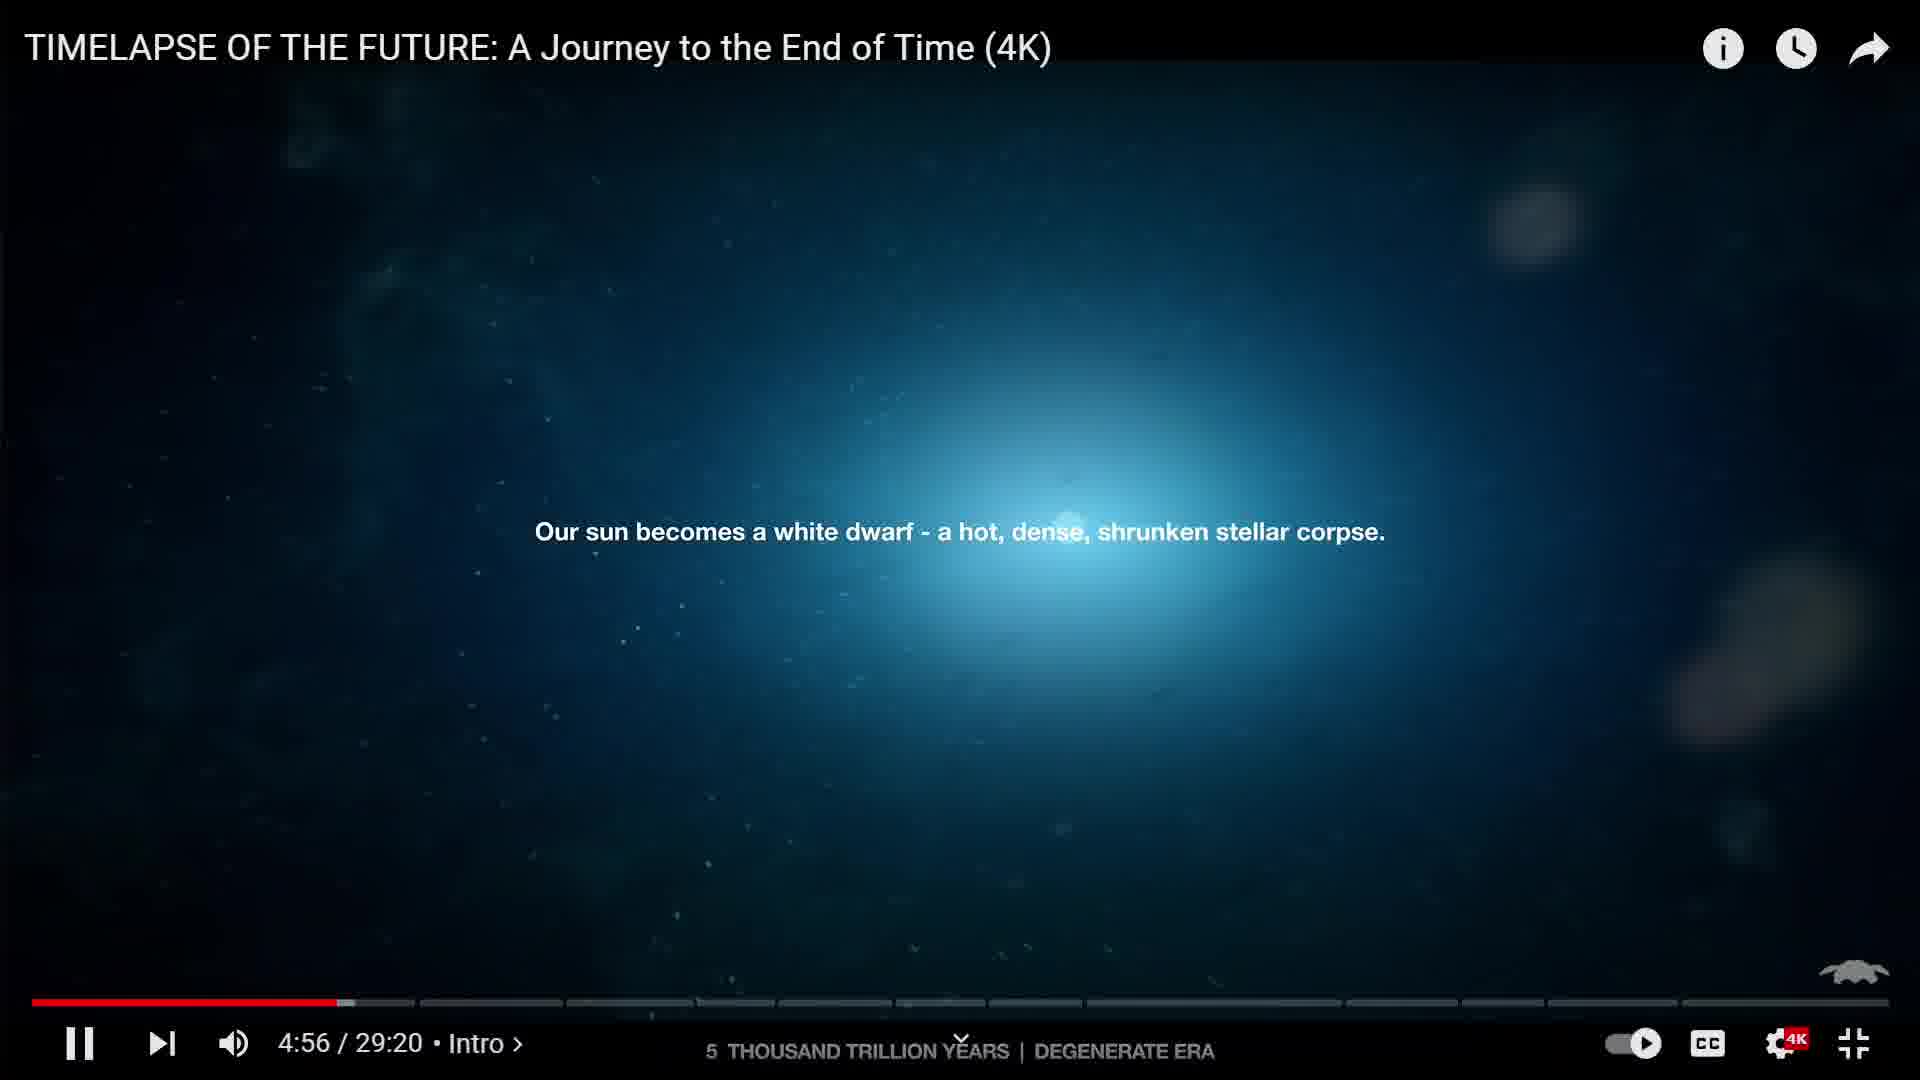 TIMELAPSE OF THE FUTURE: A Journey to the End of Time (4K)
Our sun becomes a white dwarf - a hot, dense, shrunken stellar corpse.
4:56 / 29:20 • Intro
5 THOUSAND TRILLION YEARS | DEGENERATE ERA
CC
4K